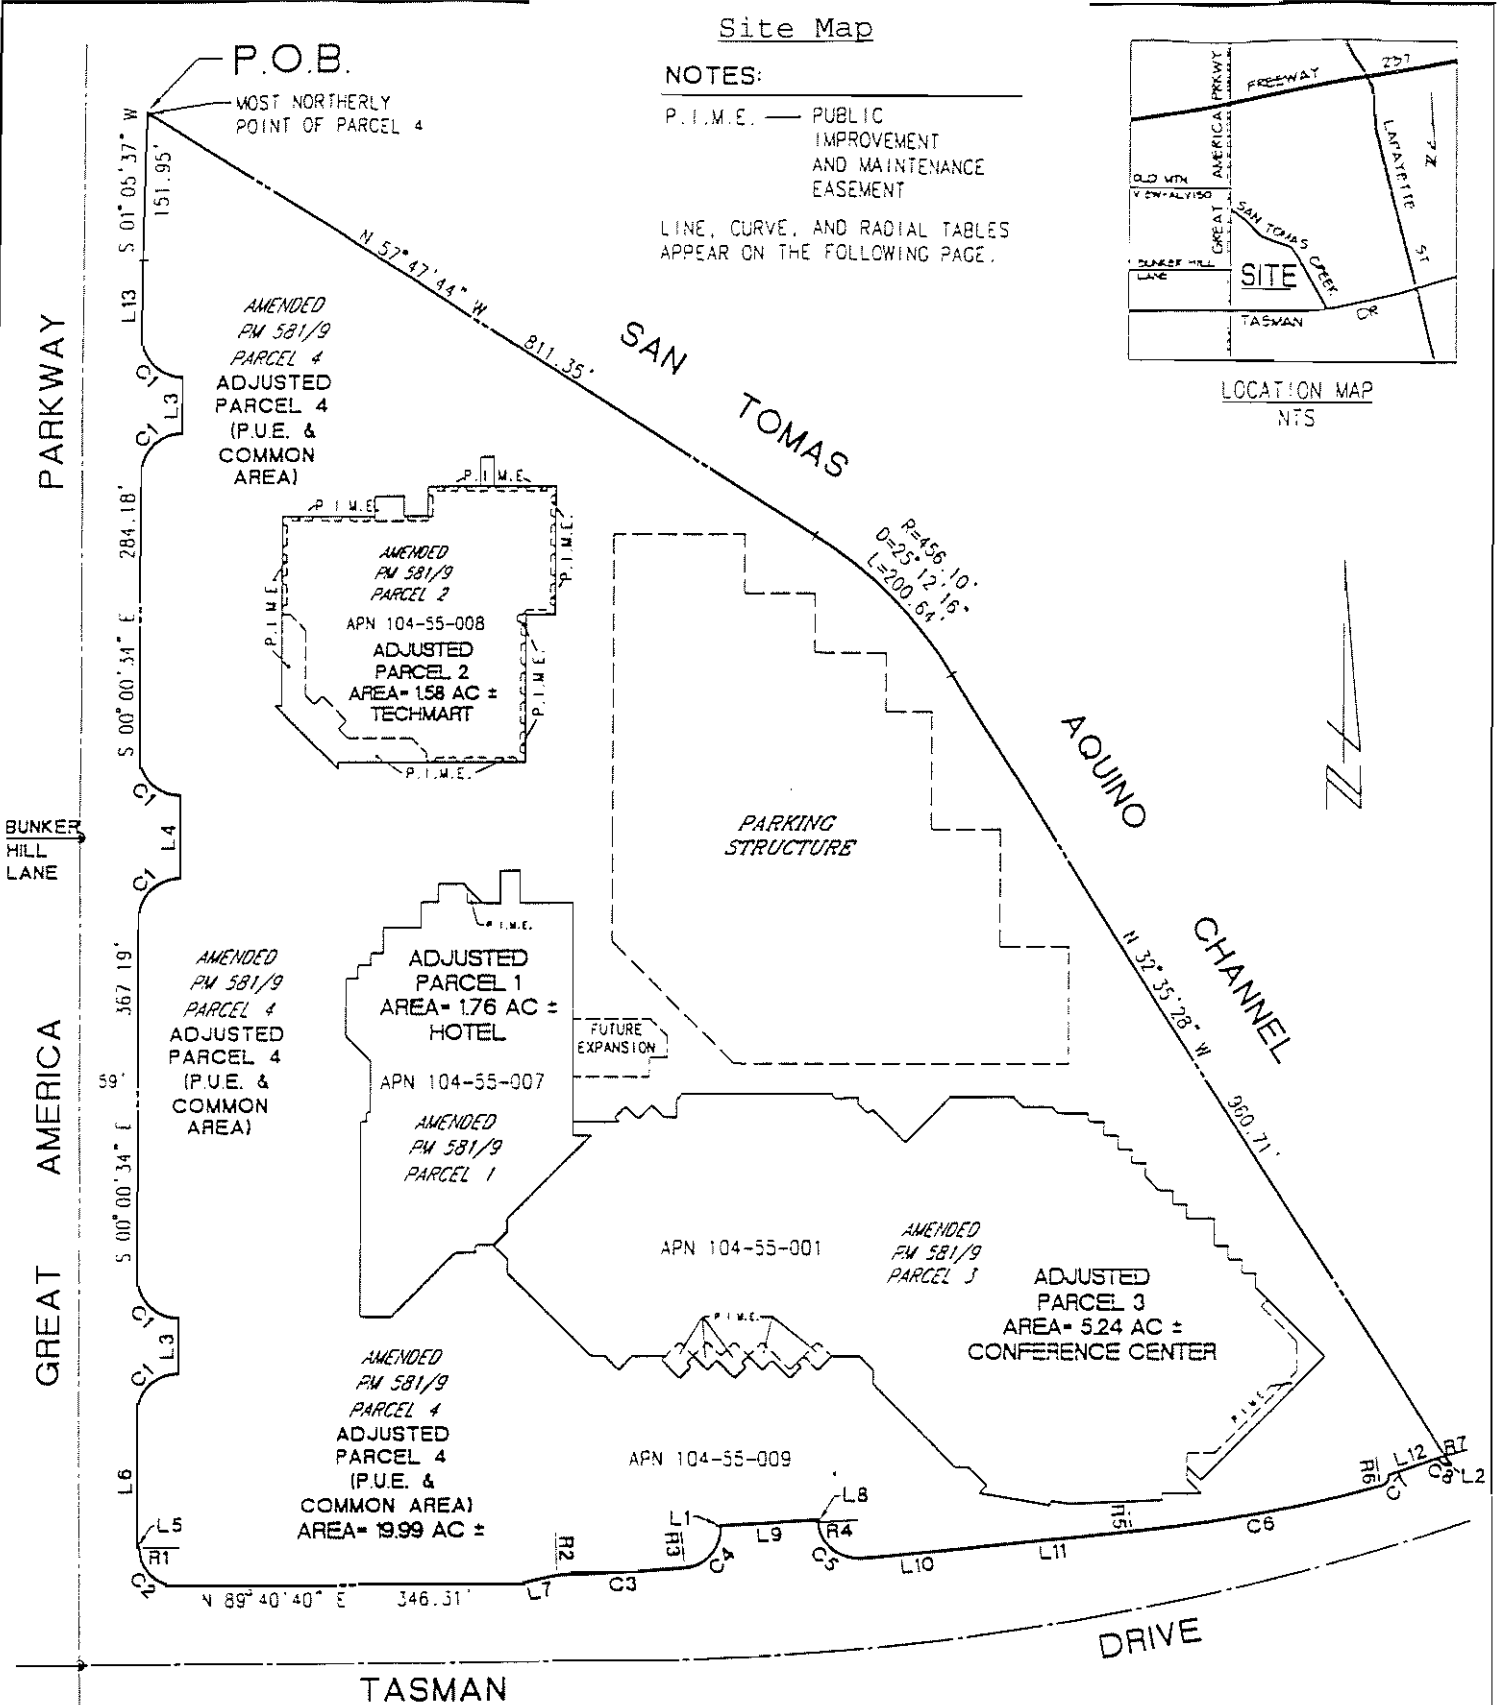 Site Map
P.O.B.
MOST NORTHERLY
POINT OF PARCEL 4
NOTES:
P.I.M.E. — PUBLIC
IMPROVEMENT
AND MAINTENANCE
EASEMENT
LINE, CURVE, AND RADIAL TABLES
APPEAR ON THE FOLLOWING PAGE.
FREEWAY 237
GREAT AMERICA PRKWY
LAFAYETTE ST
N
OLD MTN
VIEW-ALVISO
SAN TOMAS CREEK
BUNKER HILL
LANE
SITE
TASMAN DR
LOCATION MAP
NTS
S 01° 05' 37" W
151.95'
N 57° 47' 44" W
811.35'
L13
C1
L3
C1
AMENDED
PM 581/9
PARCEL 4
ADJUSTED
PARCEL 4
(P.U.E. &
COMMON
AREA)
SAN TOMAS AQUINO CHANNEL
R=456.10'
D=25° 12' 16"
L=200.64'
PARKWAY
284.18'
S 00° 00' 34" E
P.I.M.E.
P.I.M.E.
P.I.M.E.
P.I.M.E.
P.I.M.E.
P.I.M.E.
AMENDED
PM 581/9
PARCEL 2
APN 104-55-008
ADJUSTED
PARCEL 2
AREA= 1.58 AC ±
TECHMART
N
C1
L4
C1
BUNKER
HILL
LANE
PARKING
STRUCTURE
N 32° 35' 28" W
960.71'
367.19'
59'
S 00° 00' 34" E
AMENDED
PM 581/9
PARCEL 4
ADJUSTED
PARCEL 4
(P.U.E. &
COMMON
AREA)
P.I.M.E.
ADJUSTED
PARCEL 1
AREA= 1.76 AC ±
HOTEL
APN 104-55-007
AMENDED
PM 581/9
PARCEL 1
FUTURE
EXPANSION
GREAT AMERICA
C1
L3
C1
APN 104-55-001
AMENDED
PM 581/9
PARCEL 3
ADJUSTED
PARCEL 3
AREA= 5.24 AC ±
CONFERENCE CENTER
P.I.M.E.
P.I.M.E.
AMENDED
PM 581/9
PARCEL 4
ADJUSTED
PARCEL 4
(P.U.E. &
COMMON AREA)
AREA= 19.99 AC ±
APN 104-55-009
L6
L5
R1
C2
N 89° 40' 40" E 346.31'
L7
R2
C3
R3
L1
C4
L9
L8
R4
C5
L10
L11
R5
C6
R6
C7
L12
R7
C8
L2
TASMAN DRIVE